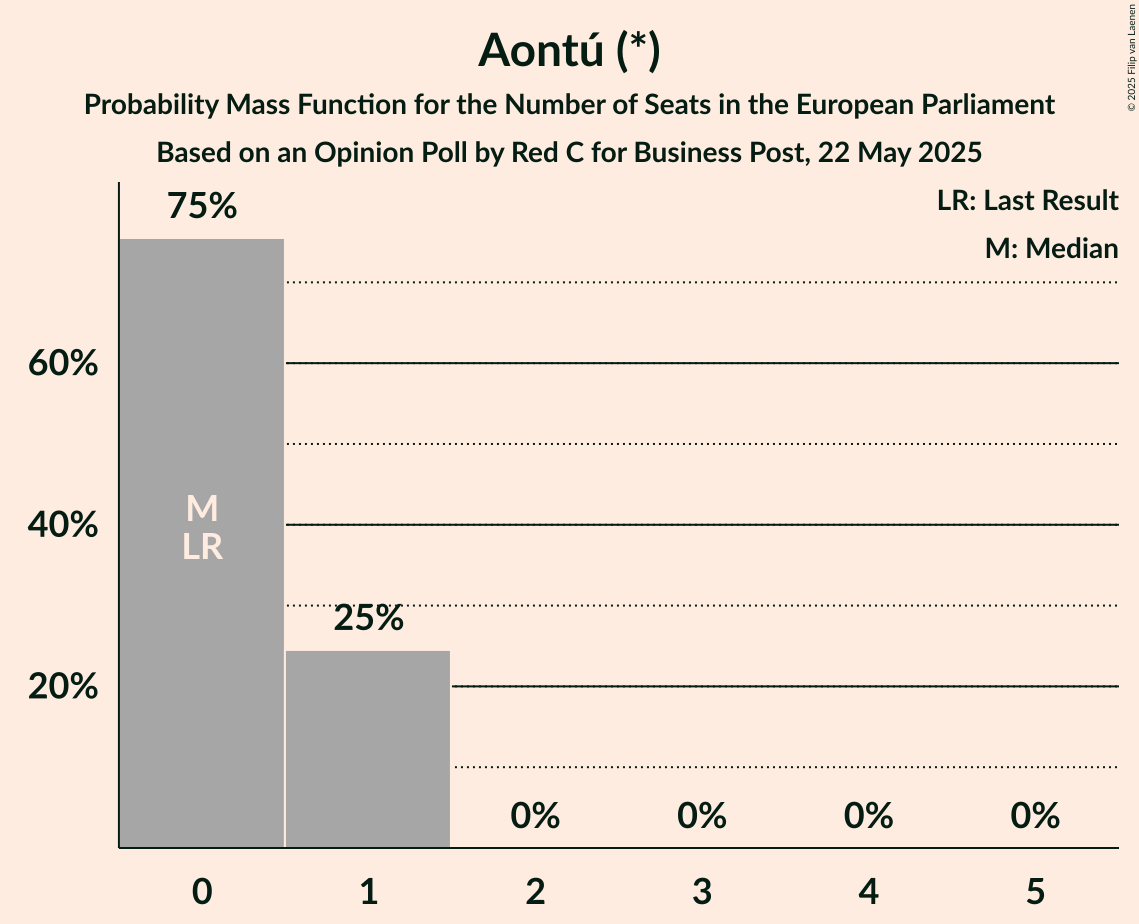 Aontú (*)
Probability Mass Function for the Number of Seats in the European Parliament
Based on an Opinion Poll by Red C for Business Post, 22 May 2025
© 2025 Filip van Laenen
LR: Last Result
M: Median
75%
60%
40%
20%
M
LR
25%
0%
0%
0%
0%
0
1
2
3
4
5